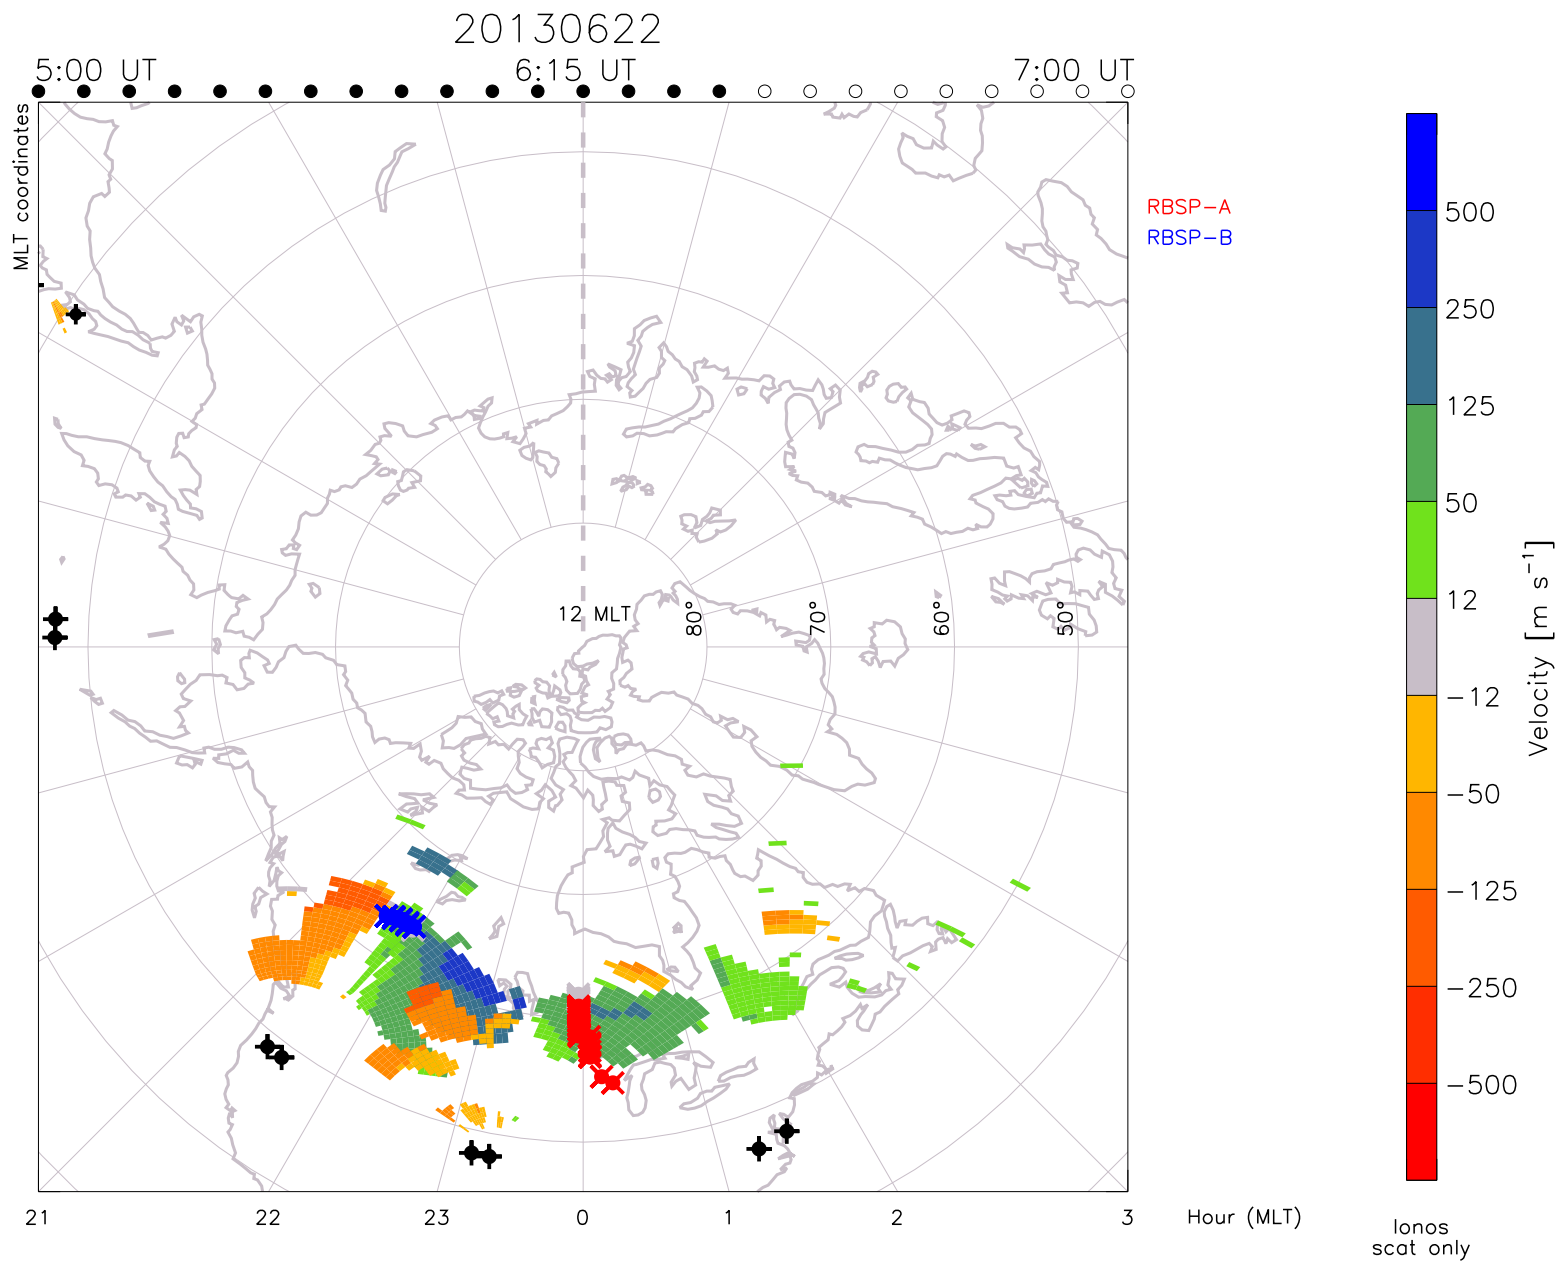 20130622
5:00 UT 6:15 UT 7:00 UT
MLT coordinates
RBSP-A
RBSP-B
12 MLT
80° 70° 60° 50°
500
250
125
50
12
-12
-50
-125
-250
-500
Velocity [m s⁻¹]
21 22 23 0 1 2 3 Hour (MLT)
Ionos
scat only